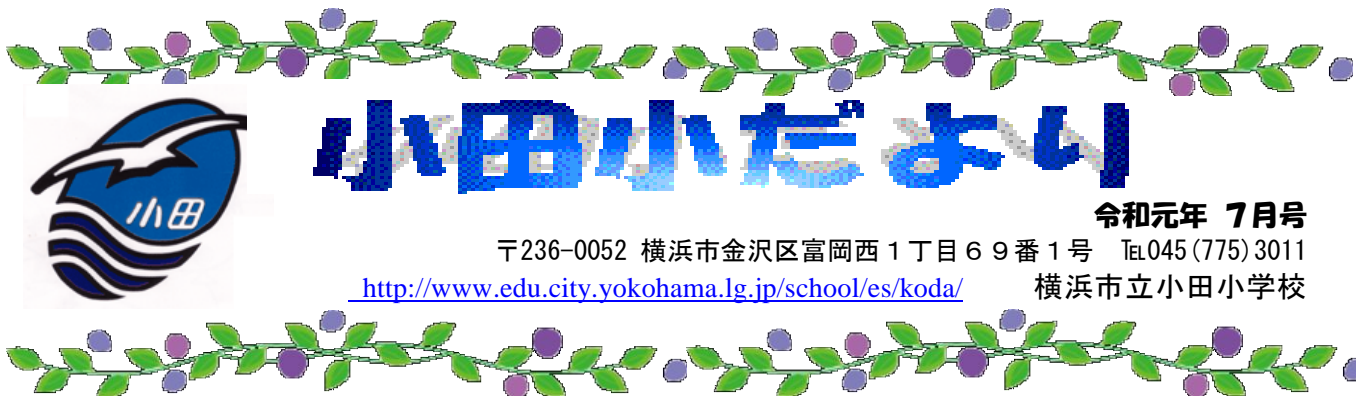 小田小だより
小田
令和元年 7月号
〒236-0052 横浜市金沢区富岡西1丁目69番1号 ℡045(775)3011
http://www.edu.city.yokohama.lg.jp/school/es/koda/ 横浜市立小田小学校